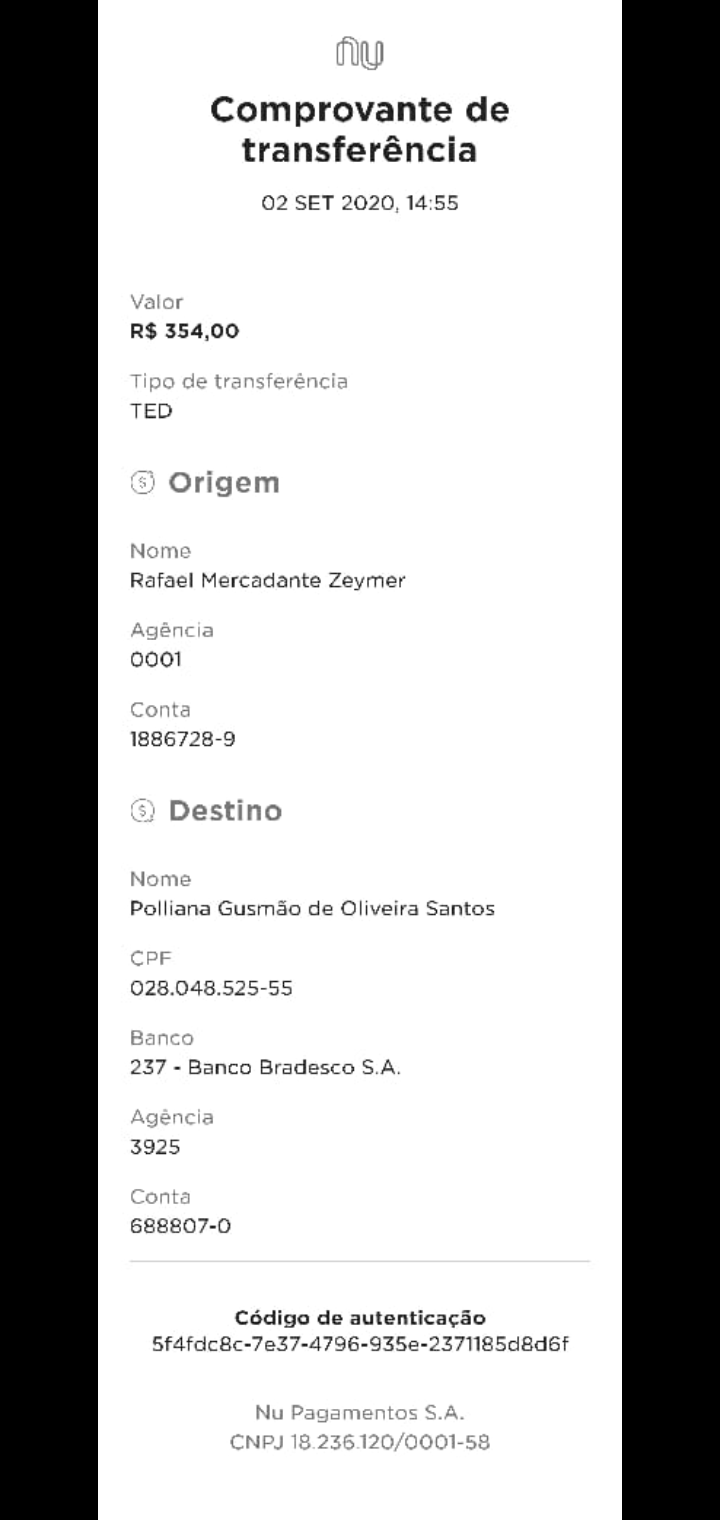 nu
Comprovante de
transferência
02 SET 2020, 14:55
Valor
R$ 354,00
Tipo de transferência
TED
Origem
Nome
Rafael Mercadante Zeymer
Agência
0001
Conta
1886728-9
Destino
Nome
Polliana Gusmão de Oliveira Santos
CPF
028.048.525-55
Banco
237 - Banco Bradesco S.A.
Agência
3925
Conta
688807-0
Código de autenticação
5f4fdc8c-7e37-4796-935e-2371185d8d6f
Nu Pagamentos S.A.
CNPJ 18.236.120/0001-58